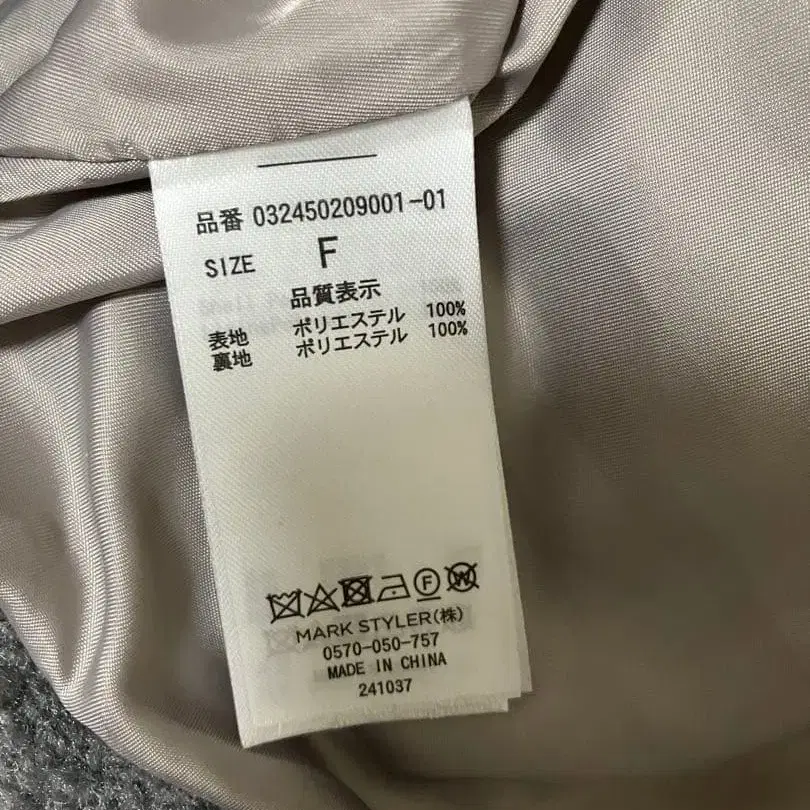 品番 032450209001-01
SIZE F
品質表示
表地 ポリエステル 100%
裏地 ポリエステル 100%
F W
MARK STYLER(株)
0570-050-757
MADE IN CHINA
241037